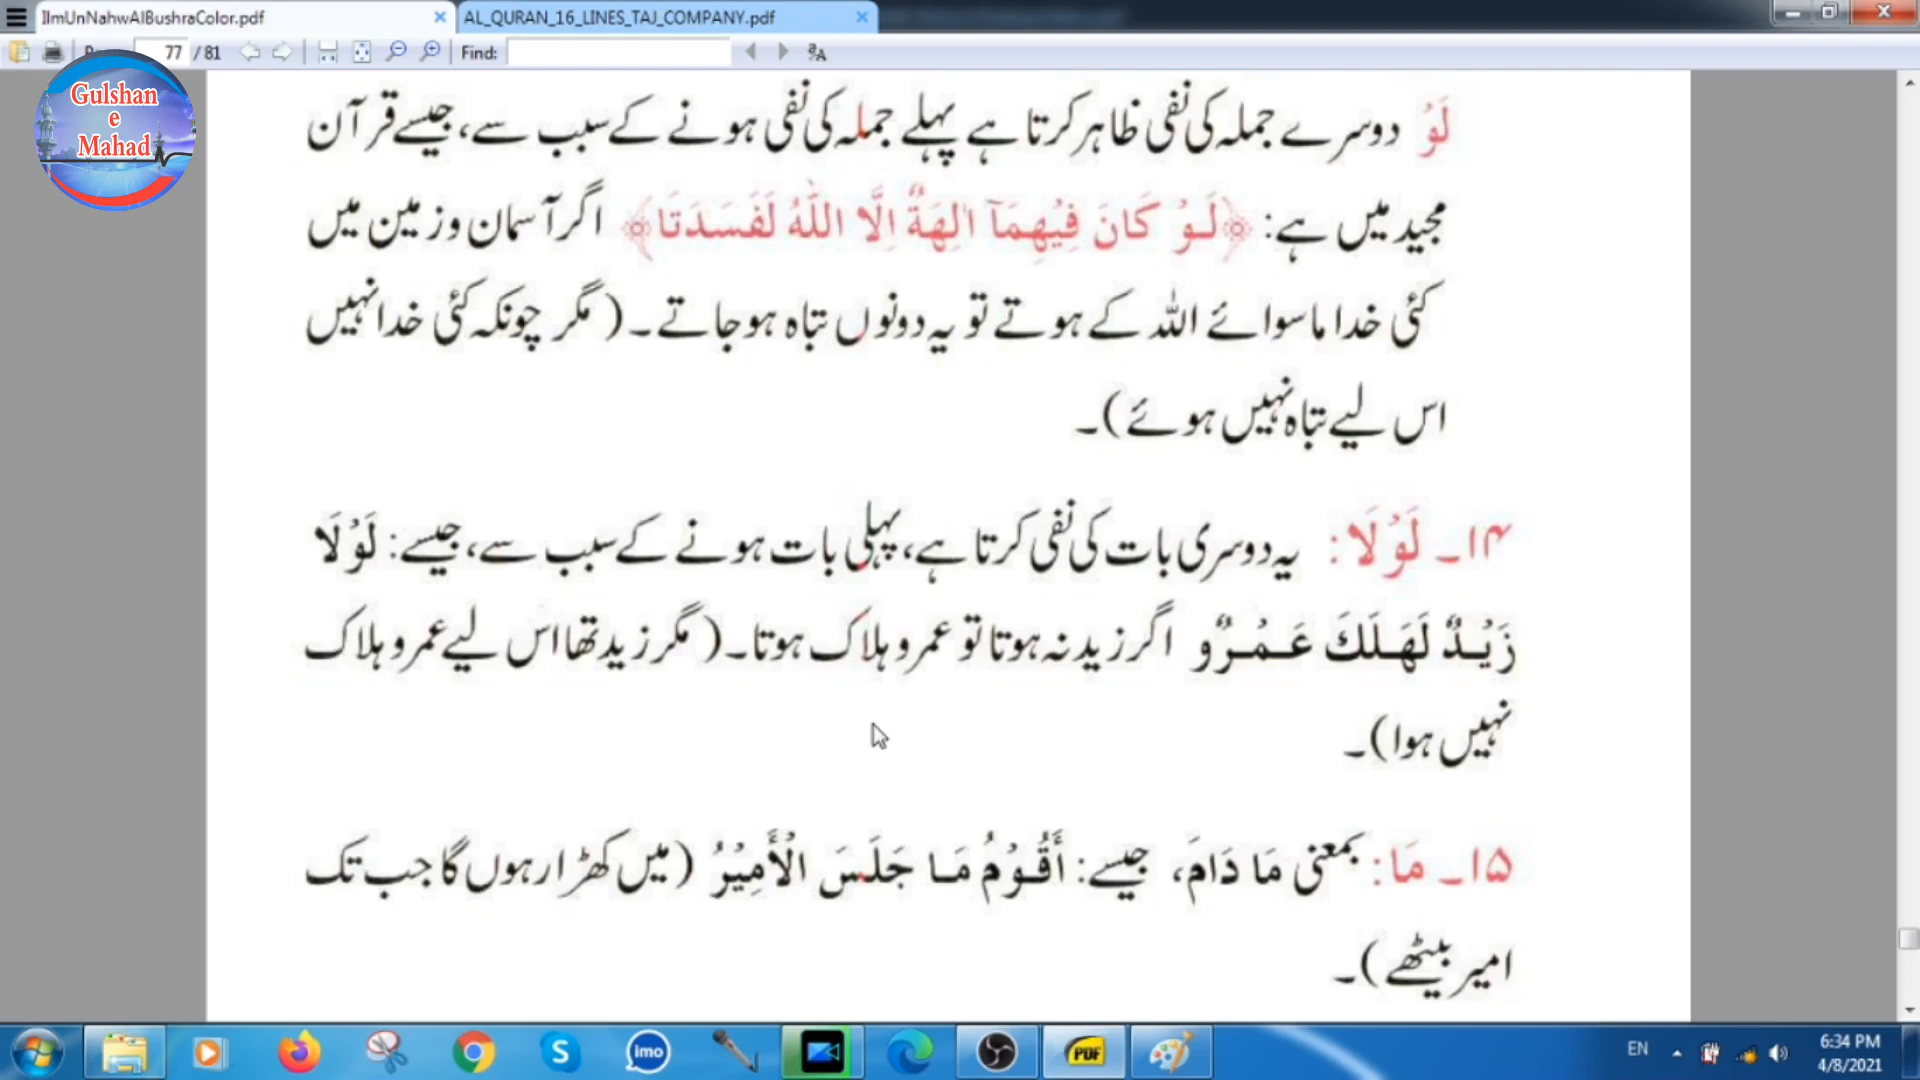 IlmUnNahwAlBushraColor.pdf
AL_QURAN_16_LINES_TAJ_COMPANY.pdf
77 / 81
Find:
Gulshan
e
Mahad
لَوْ دوسرے جملہ کی نفی ظاہر کرتا ہے پہلے جملہ کی نفی ہونے کے سبب سے، جیسے قرآن
مجید میں ہے: ﴿لَوْ كَانَ فِيْهِمَآ اٰلِهَةٌ اِلَّا اللّٰهُ لَفَسَدَتَا﴾ اگر آسمان وزمین میں
کئی خدا ماسوائے اللہ کے ہوتے تو یہ دونوں تباہ ہوجاتے۔ (مگر چونکہ کئی خدا نہیں
اس لیے تباہ نہیں ہوئے)۔
۱۴۔ لَوْلَا: یہ دوسری بات کی نفی کرتا ہے، پہلی بات ہونے کے سبب سے، جیسے: لَوْلَا
زَيْدٌ لَهَلَكَ عَمْرٌو اگر زید نہ ہوتا تو عمرو ہلاک ہوتا۔ (مگر زید تھا اس لیے عمرو ہلاک
نہیں ہوا)۔
۱۵۔ مَا: بمعنی مَا دَامَ، جیسے: أَقُوْمُ مَا جَلَسَ الْأَمِيْرُ (میں کھڑا رہوں گا جب تک
امیر بیٹھے)۔
S
imo
PDF
EN
6:34 PM
4/8/2021